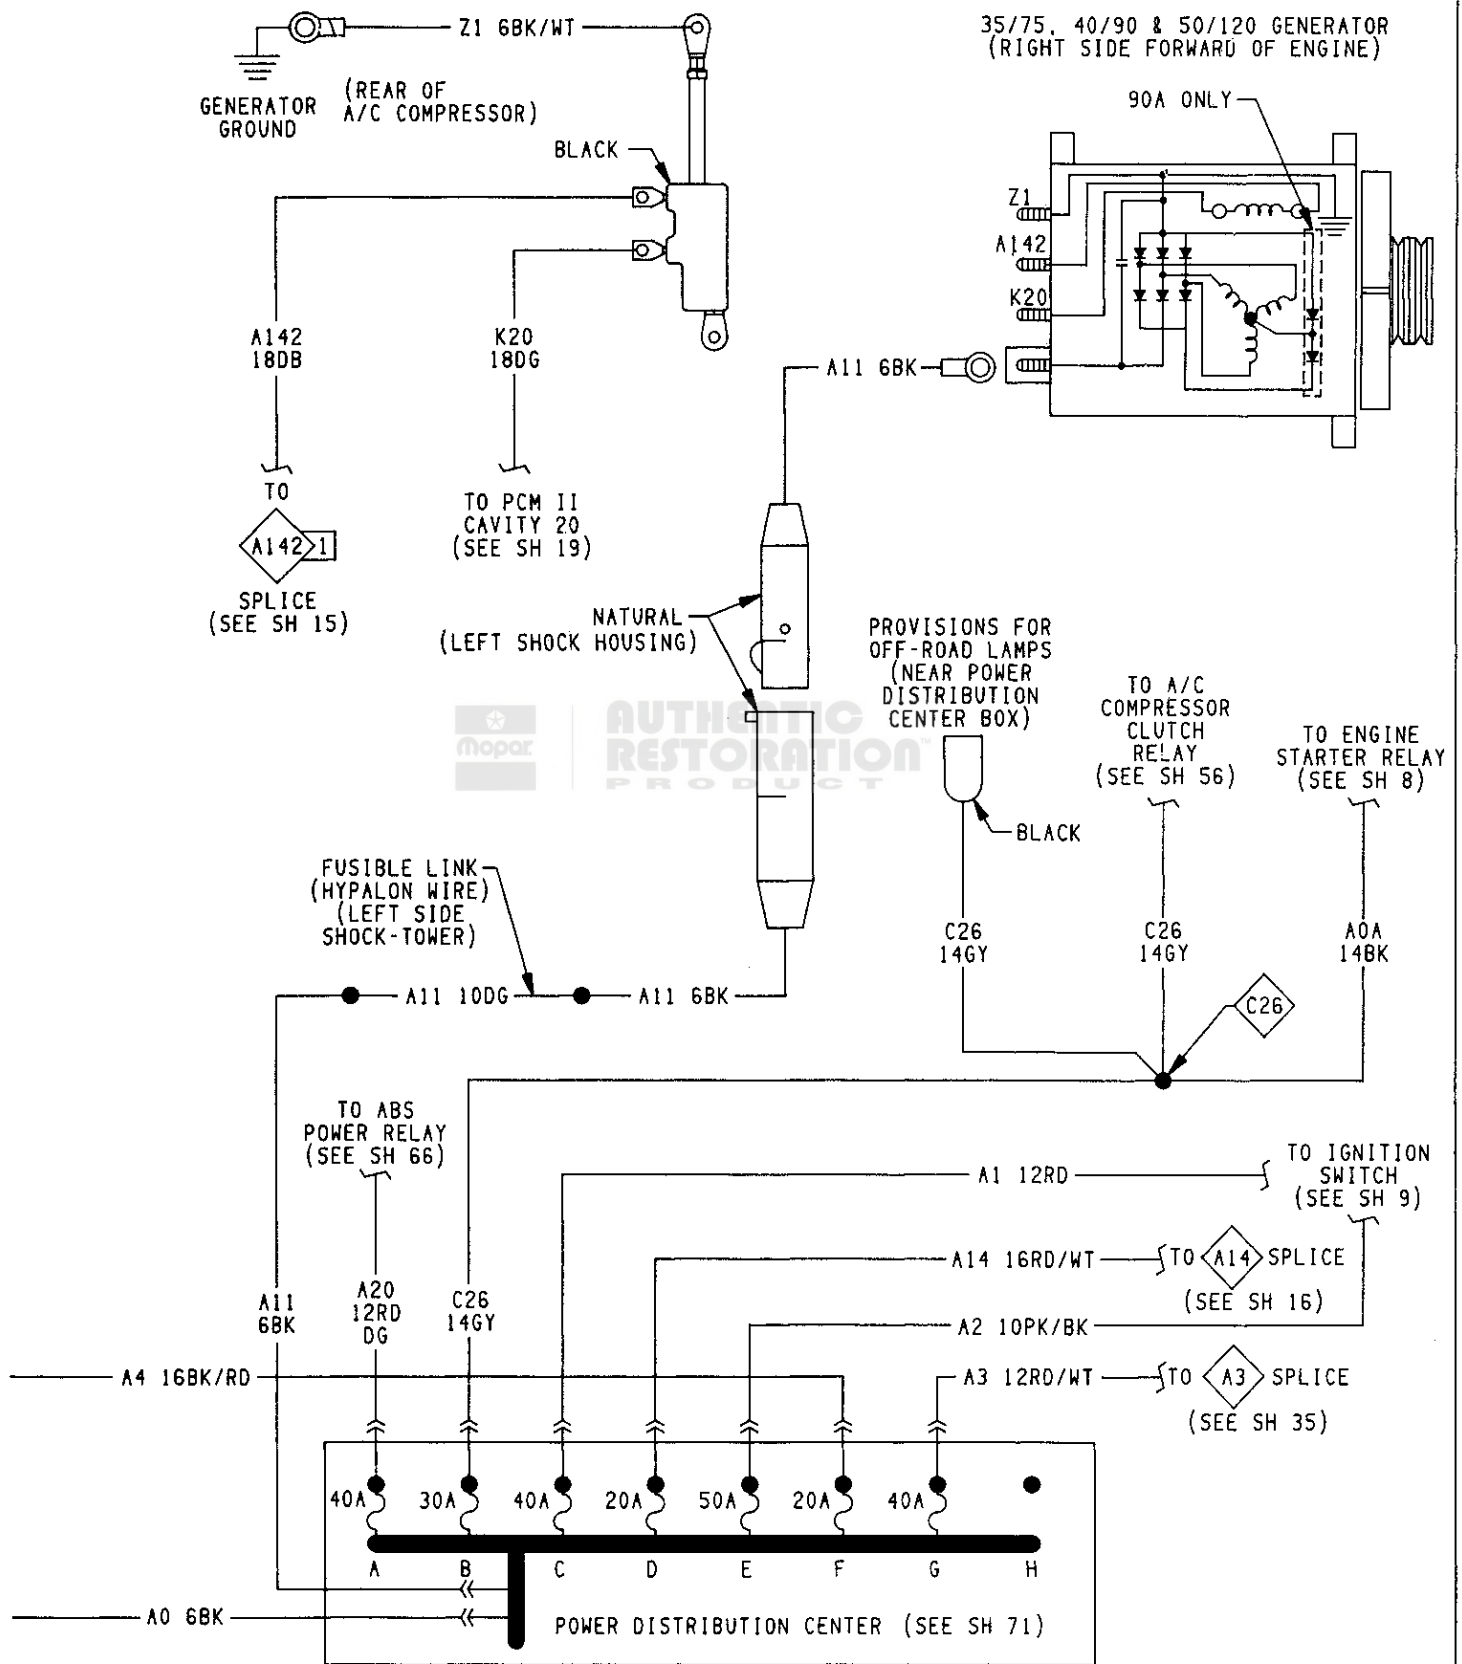 Z1 6BK/WT
35/75, 40/90 & 50/120 GENERATOR
(RIGHT SIDE FORWARD OF ENGINE)
GENERATOR
GROUND
(REAR OF
A/C COMPRESSOR)
90A ONLY
BLACK
Z1
A142
K20
A142
18DB
K20
18DG
A11 6BK
TO
A142 1
SPLICE
(SEE SH 15)
TO PCM II
CAVITY 20
(SEE SH 19)
NATURAL
(LEFT SHOCK HOUSING)
PROVISIONS FOR
OFF-ROAD LAMPS
(NEAR POWER
DISTRIBUTION
CENTER BOX)
TO A/C
COMPRESSOR
CLUTCH
RELAY
(SEE SH 56)
TO ENGINE
STARTER RELAY
(SEE SH 8)
Mopar
AUTHENTIC
RESTORATION™
PRODUCT
BLACK
FUSIBLE LINK
(HYPALON WIRE)
(LEFT SIDE
SHOCK-TOWER)
C26
14GY
C26
14GY
A0A
14BK
A11 10DG
A11 6BK
C26
TO ABS
POWER RELAY
(SEE SH 66)
A1 12RD
TO IGNITION
SWITCH
(SEE SH 9)
A14 16RD/WT
TO A14 SPLICE
(SEE SH 16)
A11
6BK
A20
12RD
DG
C26
14GY
A2 10PK/BK
A4 16BK/RD
A3 12RD/WT
TO A3 SPLICE
(SEE SH 35)
40A 30A 40A 20A 50A 20A 40A
A B C D E F G H
A0 6BK
POWER DISTRIBUTION CENTER (SEE SH 71)